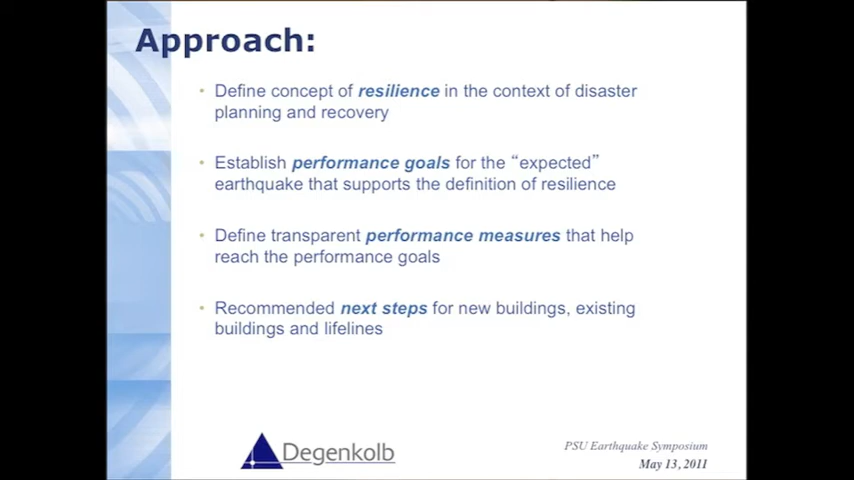 Approach:
• Define concept of resilience in the context of disaster
planning and recovery
• Establish performance goals for the “expected”
earthquake that supports the definition of resilience
• Define transparent performance measures that help
reach the performance goals
• Recommended next steps for new buildings, existing
buildings and lifelines
Degenkolb
PSU Earthquake Symposium
May 13, 2011